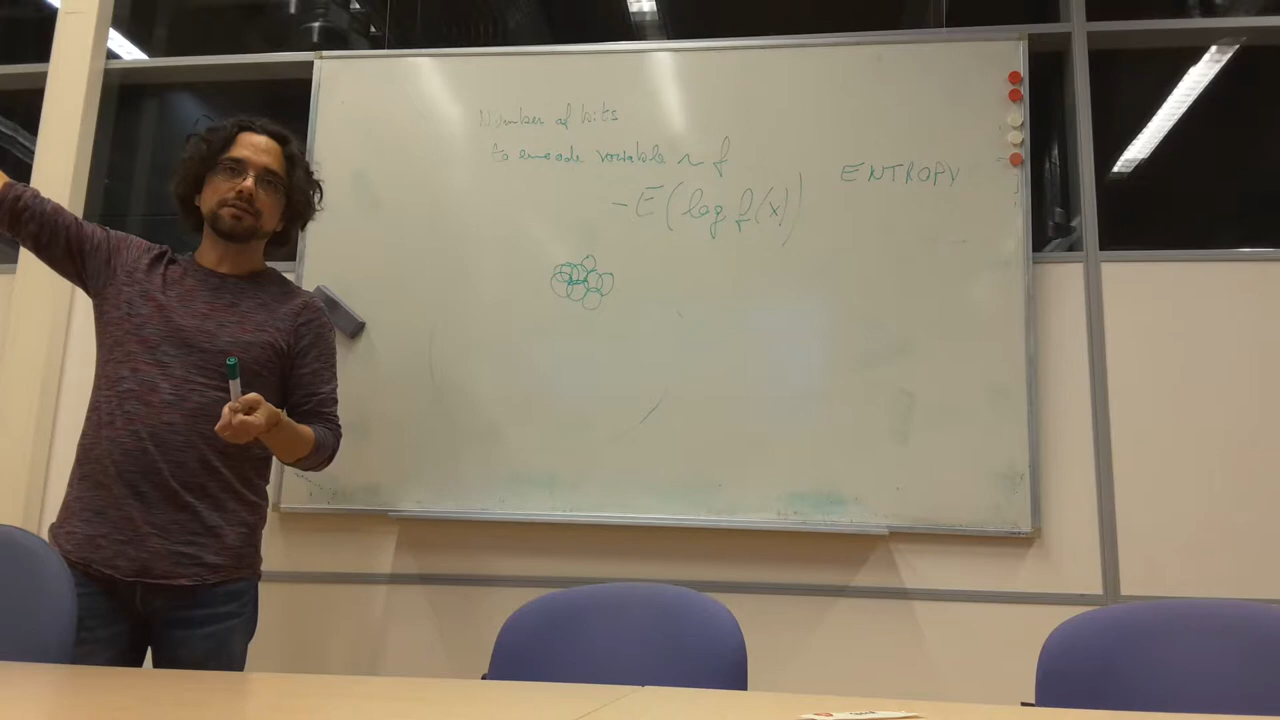 Number of bits
to encode variable ~ f
ENTROPY
-E(log f(x))